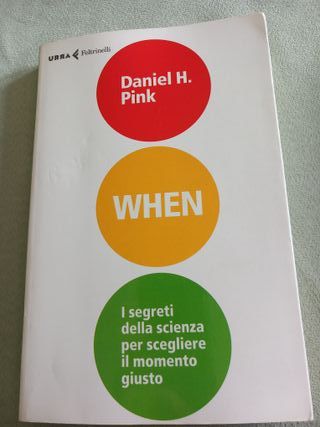 URRA Feltrinelli
Daniel H.
Pink
WHEN
I segreti
della scienza
per scegliere
il momento
giusto